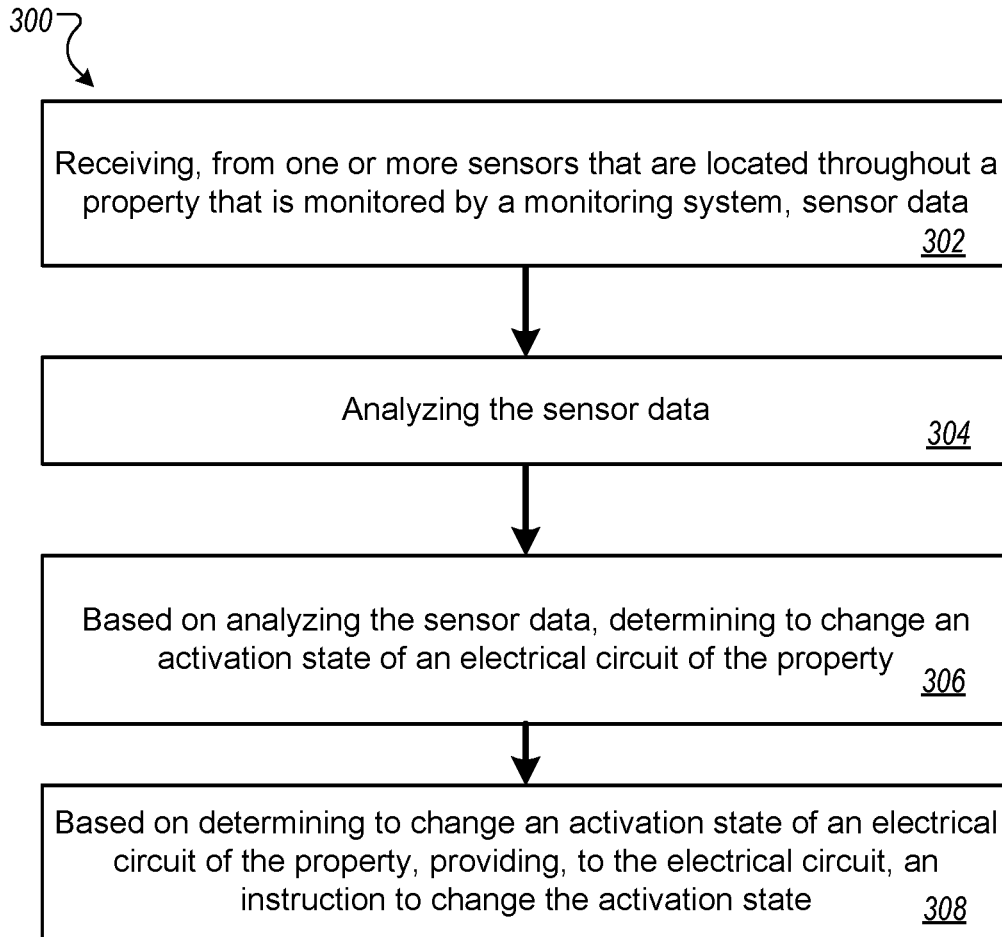 300
Receiving, from one or more sensors that are located throughout a
property that is monitored by a monitoring system, sensor data
302
Analyzing the sensor data
304
Based on analyzing the sensor data, determining to change an
activation state of an electrical circuit of the property
306
Based on determining to change an activation state of an electrical
circuit of the property, providing, to the electrical circuit, an
instruction to change the activation state
308